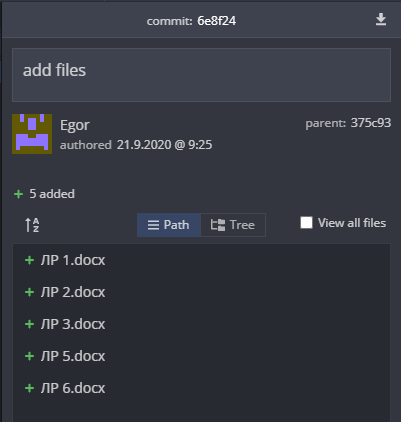 commit: 6e8f24
add files
Egor
parent: 375c93
authored 21.9.2020 @ 9:25
+ 5 added
A Z
Path
Tree
View all files
+ ЛР 1.docx
+ ЛР 2.docx
+ ЛР 3.docx
+ ЛР 5.docx
+ ЛР 6.docx